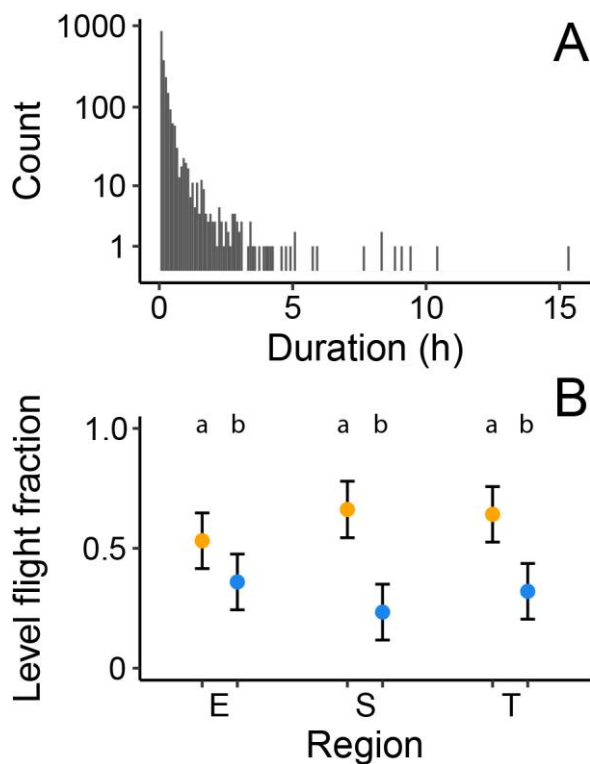 A
1000
100
10
1
Count
0 5 10 15
Duration (h)
B
a b a b a b
1.0
0.5
0
Level flight fraction
E S T
Region